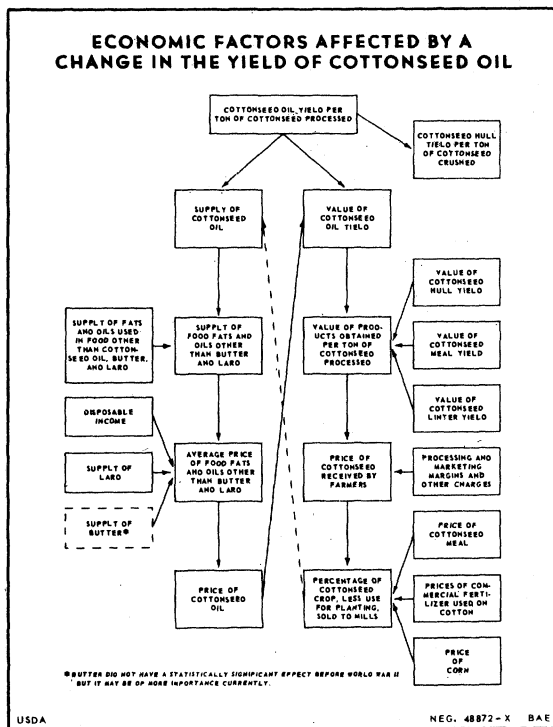 ECONOMIC FACTORS AFFECTED BY A
CHANGE IN THE YIELD OF COTTONSEED OIL
COTTONSEED OIL YIELD PER
TON OF COTTONSEED PROCESSED
COTTONSEED HULL
YIELD PER TON
OF COTTONSEED
CRUSHED
SUPPLY OF
COTTONSEED
OIL
VALUE OF
COTTONSEED
OIL YIELD
VALUE OF
COTTONSEED
HULL YIELD
SUPPLY OF FATS
AND OILS USED
IN FOOD OTHER
THAN COTTON-
SEED OIL, BUTTER,
AND LARD
SUPPLY OF
FOOD FATS AND
OILS OTHER
THAN BUTTER
AND LARD
VALUE OF PROD-
UCTS OBTAINED
PER TON OF
COTTONSEED
PROCESSED
VALUE OF
COTTONSEED
MEAL YIELD
VALUE OF
COTTONSEED
LINTER YIELD
DISPOSABLE
INCOME
SUPPLY OF
LARD
SUPPLY OF
BUTTER*
AVERAGE PRICE
OF FOOD FATS
AND OILS OTHER
THAN BUTTER
AND LARD
PRICE OF
COTTONSEED
RECEIVED BY
FARMERS
PROCESSING AND
MARKETING
MARGINS AND
OTHER CHARGES
PRICE OF
COTTONSEED
MEAL
PRICE OF
COTTONSEED
OIL
PERCENTAGE OF
COTTONSEED
CROP, LESS USE
FOR PLANTING,
SOLD TO MILLS
PRICES OF COM-
MERCIAL FERTI-
LIZER USED ON
COTTON
PRICE
OF
CORN
*BUTTER DID NOT HAVE A STATISTICALLY SIGNIFICANT EFFECT BEFORE WORLD WAR II
BUT IT MAY BE OF MORE IMPORTANCE CURRENTLY.
USDA
NEG. 48872-X BAE